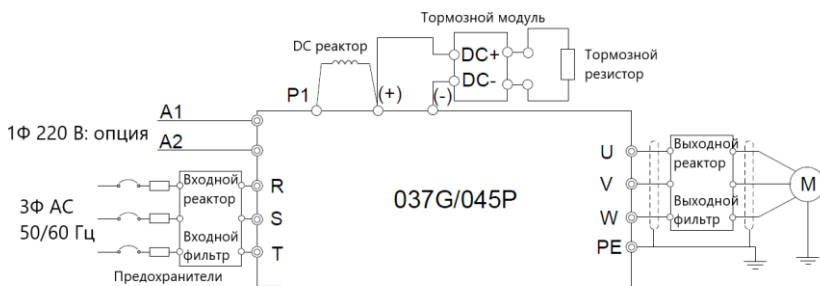 Тормозной модуль
DC реактор
DC+
DC-
Тормозной
резистор
P1
(+)
(-)
A1
1Ф 220 В: опция
A2
Входной
реактор
Входной
фильтр
3Ф AC
50/60 Гц
Предохранители
R
S
T
037G/045P
U
V
W
PE
Выходной
реактор
Выходной
фильтр
M